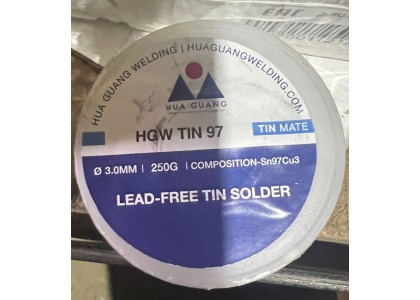 HUA GUANG WELDING | HUAGUANGWELDING.COM
HUA GUANG
HGW TIN 97
TIN MATE
Ø 3.0MM | 250G | COMPOSITION-Sn97Cu3
LEAD-FREE TIN SOLDER
EAC